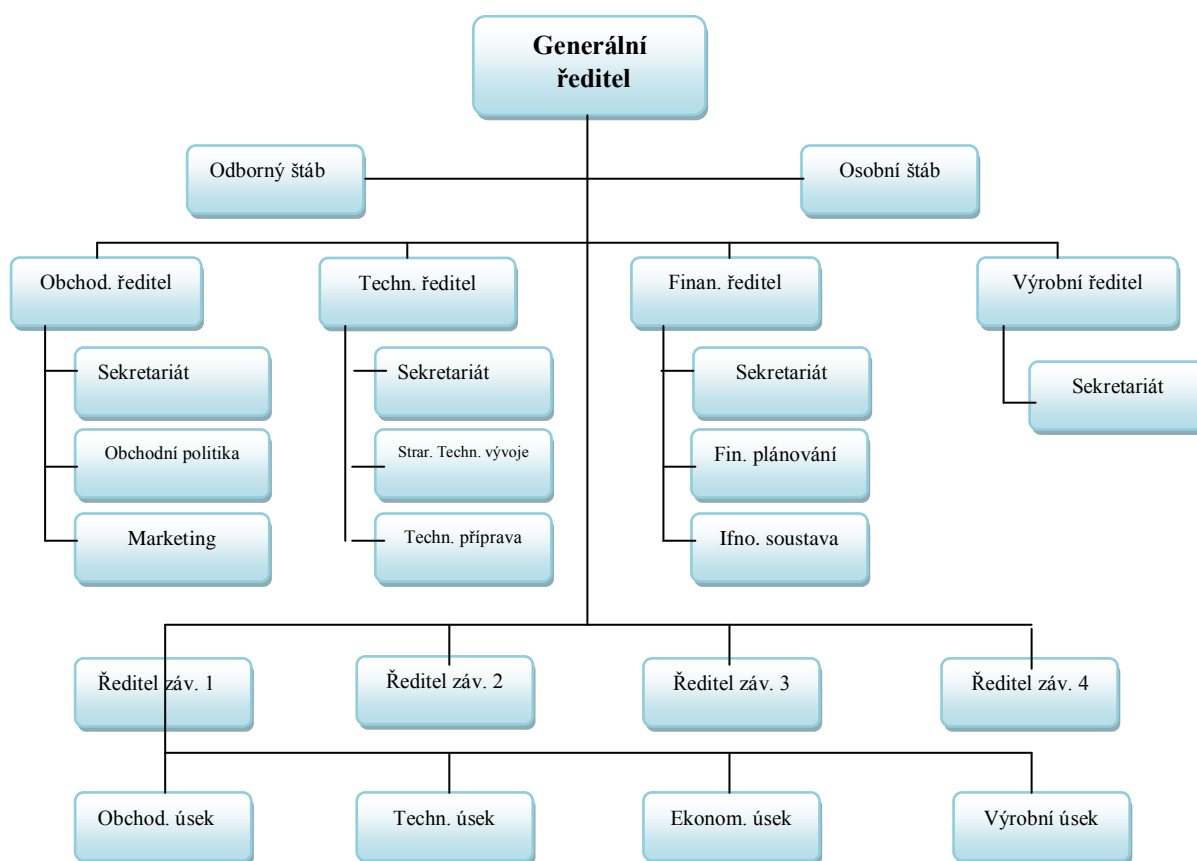 Generální
ředitel
Odborný štáb
Osobní štáb
Obchod. ředitel
Techn. ředitel
Finan. ředitel
Výrobní ředitel
Sekretariát
Sekretariát
Sekretariát
Sekretariát
Obchodní politika
Strar. Techn. vývoje
Fin. plánování
Marketing
Techn. příprava
Ifno. soustava
Ředitel záv. 1
Ředitel záv. 2
Ředitel záv. 3
Ředitel záv. 4
Obchod. úsek
Techn. úsek
Ekonom. úsek
Výrobní úsek